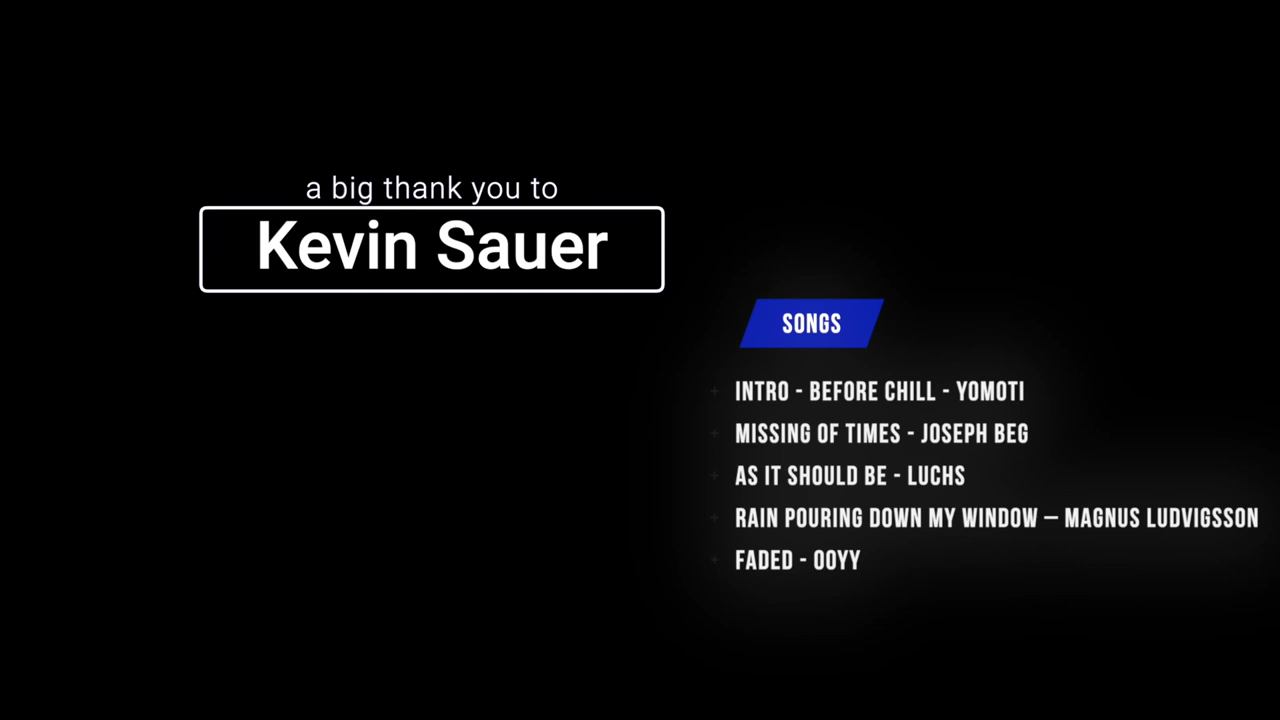 a big thank you to
Kevin Sauer
SONGS
INTRO - BEFORE CHILL - YOMOTI
MISSING OF TIMES - JOSEPH BEG
AS IT SHOULD BE - LUCHS
RAIN POURING DOWN MY WINDOW – MAGNUS LUDVIGSSON
FADED - OOYY